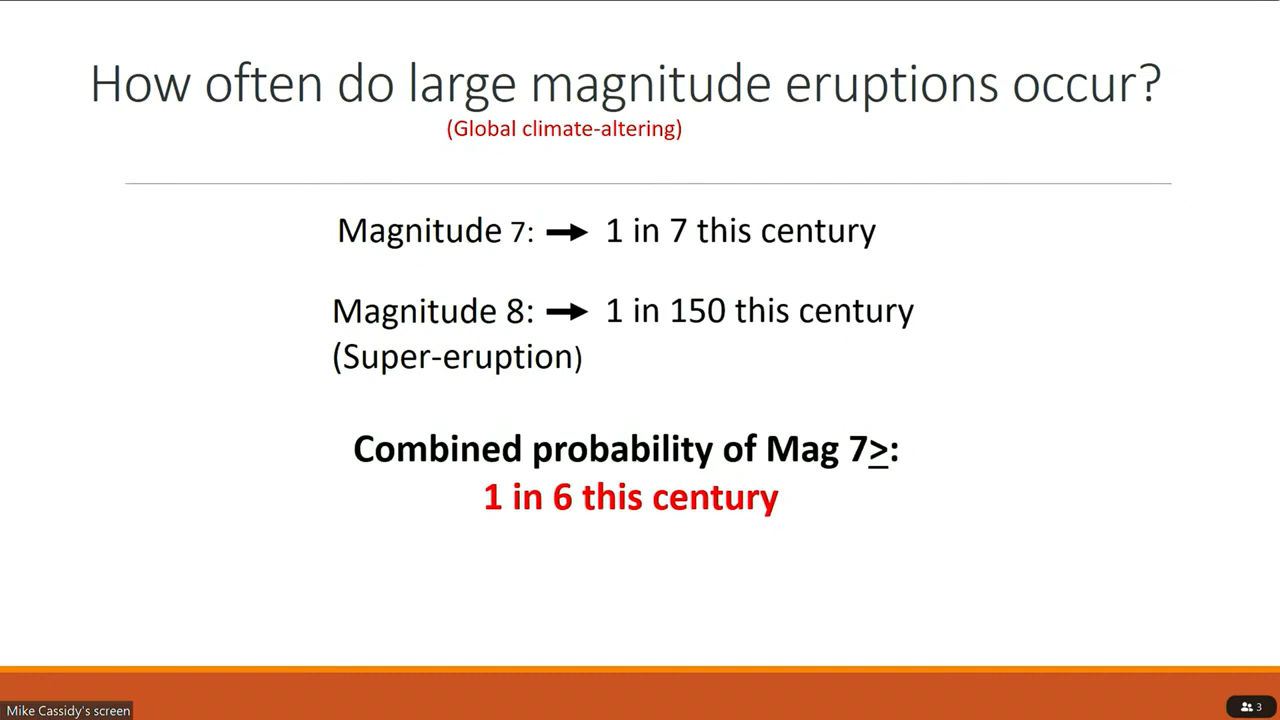 How often do large magnitude eruptions occur?
(Global climate-altering)
Magnitude 7: → 1 in 7 this century
Magnitude 8: → 1 in 150 this century
(Super-eruption)
Combined probability of Mag 7≥:
1 in 6 this century
Mike Cassidy's screen
3